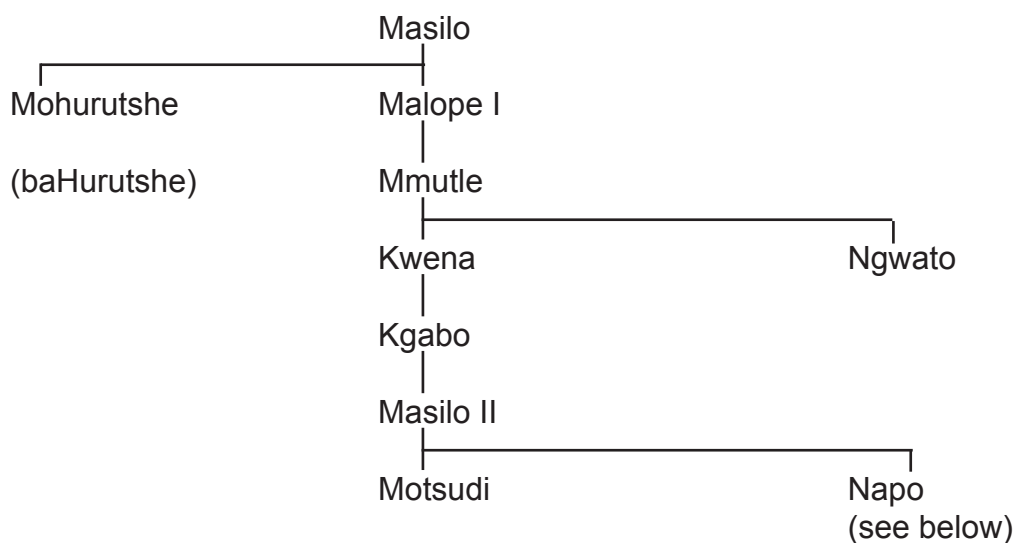 Masilo
Mohurutshe Malope I
(baHurutshe) Mmutle
Kwena Ngwato
Kgabo
Masilo II
Motsudi Napo
(see below)